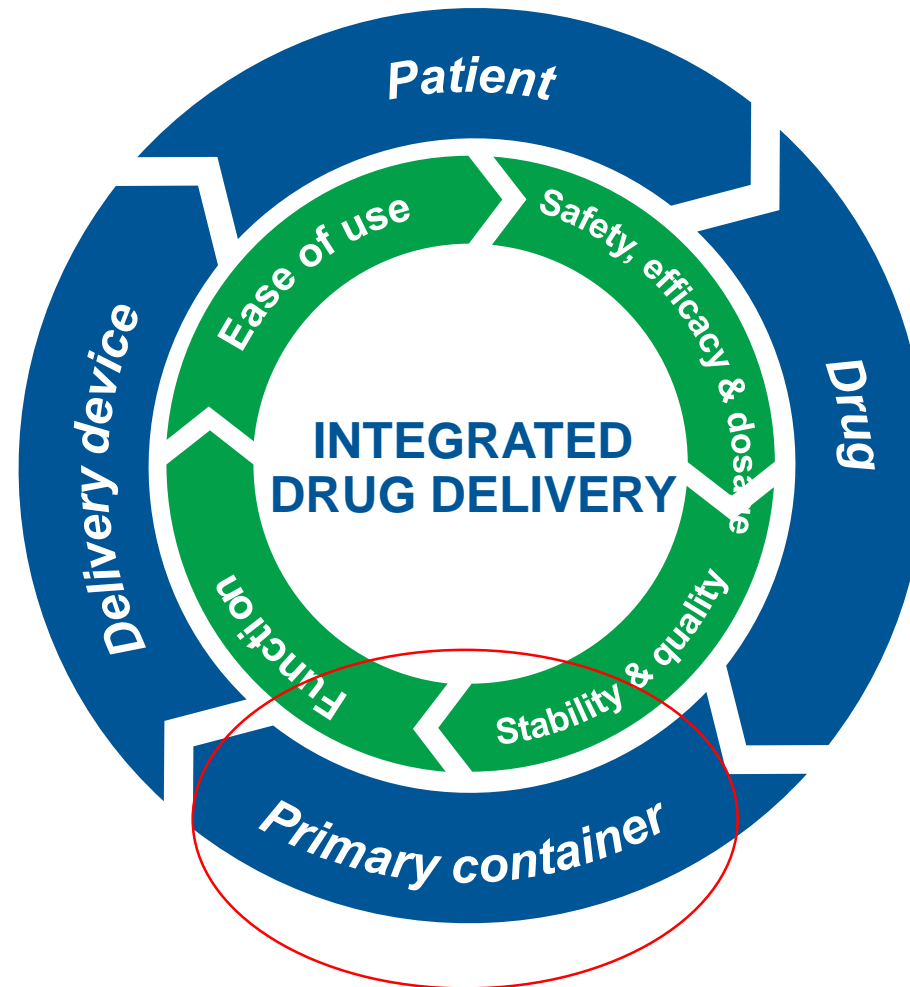 Patient
Drug
Primary container
Delivery device
Ease of use
Safety, efficacy & dosage
Stability & quality
Function
INTEGRATED
DRUG DELIVERY